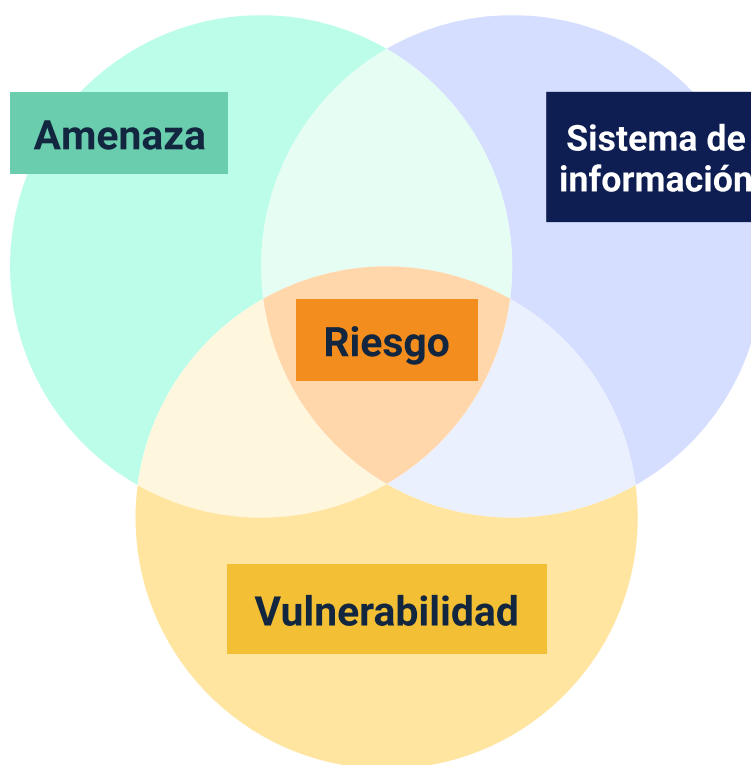 Amenaza
Sistema de
información
Riesgo
Vulnerabilidad